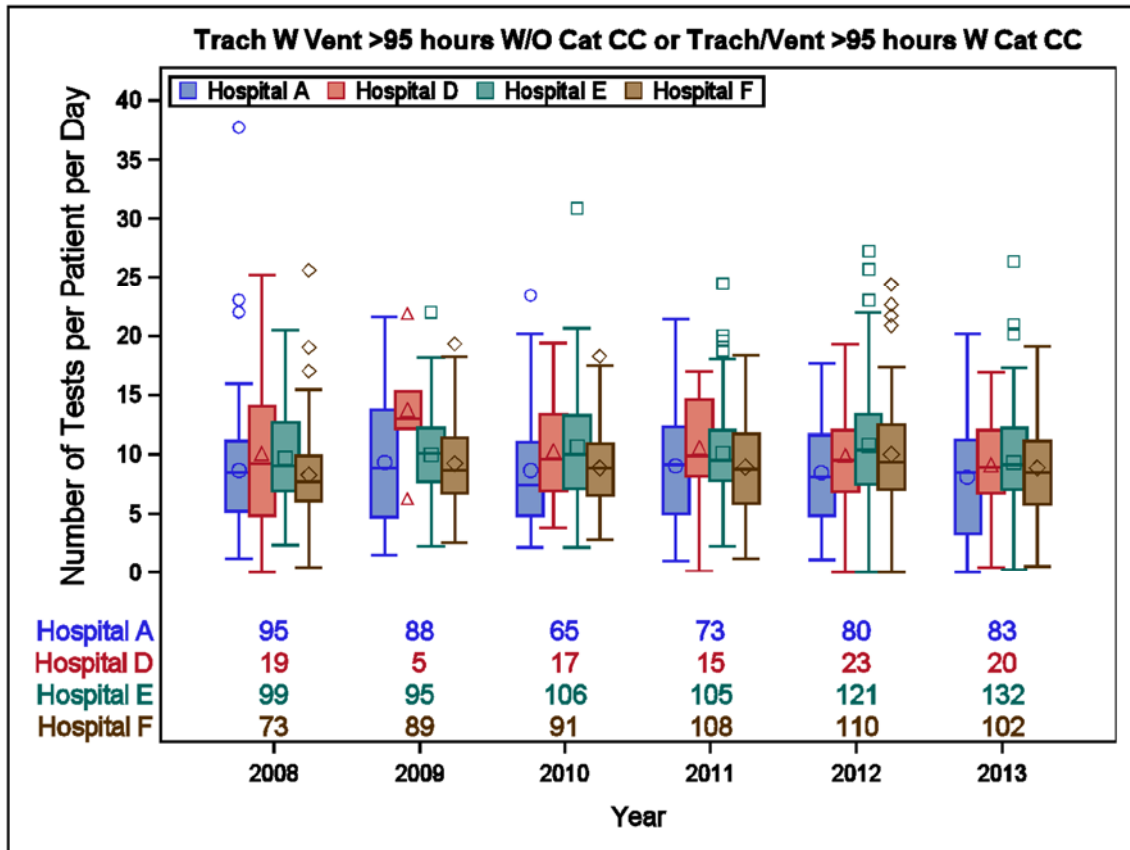 Trach W Vent >95 hours W/O Cat CC or Trach/Vent >95 hours W Cat CC
Hospital A Hospital D Hospital E Hospital F
Number of Tests per Patient per Day
40
35
30
25
20
15
10
5
0
Hospital A 95 88 65 73 80 83
Hospital D 19 5 17 15 23 20
Hospital E 99 95 106 105 121 132
Hospital F 73 89 91 108 110 102
2008 2009 2010 2011 2012 2013
Year